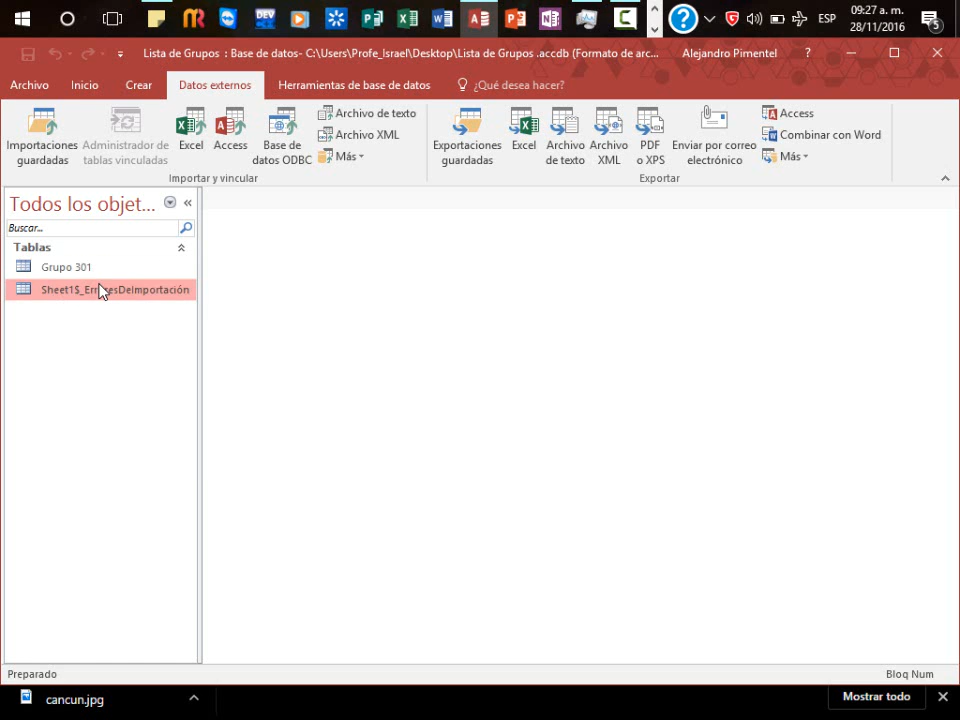 DEV
ESP
09:27 a. m.
28/11/2016
5
Lista de Grupos : Base de datos- C:\Users\Profe_Israel\Desktop\Lista de Grupos .accdb (Formato de arc...
Alejandro Pimentel
?
Archivo
Inicio
Crear
Datos externos
Herramientas de base de datos
¿Qué desea hacer?
Importaciones guardadas
Administrador de tablas vinculadas
Excel
Access
Base de datos ODBC
Archivo de texto
Archivo XML
Más
Importar y vincular
Exportaciones guardadas
Excel
Archivo de texto
Archivo XML
PDF o XPS
Enviar por correo electrónico
Access
Combinar con Word
Más
Exportar
Todos los objet... «
Buscar...
Tablas
Grupo 301
Preparado
Bloq Num
cancun.jpg
Mostrar todo